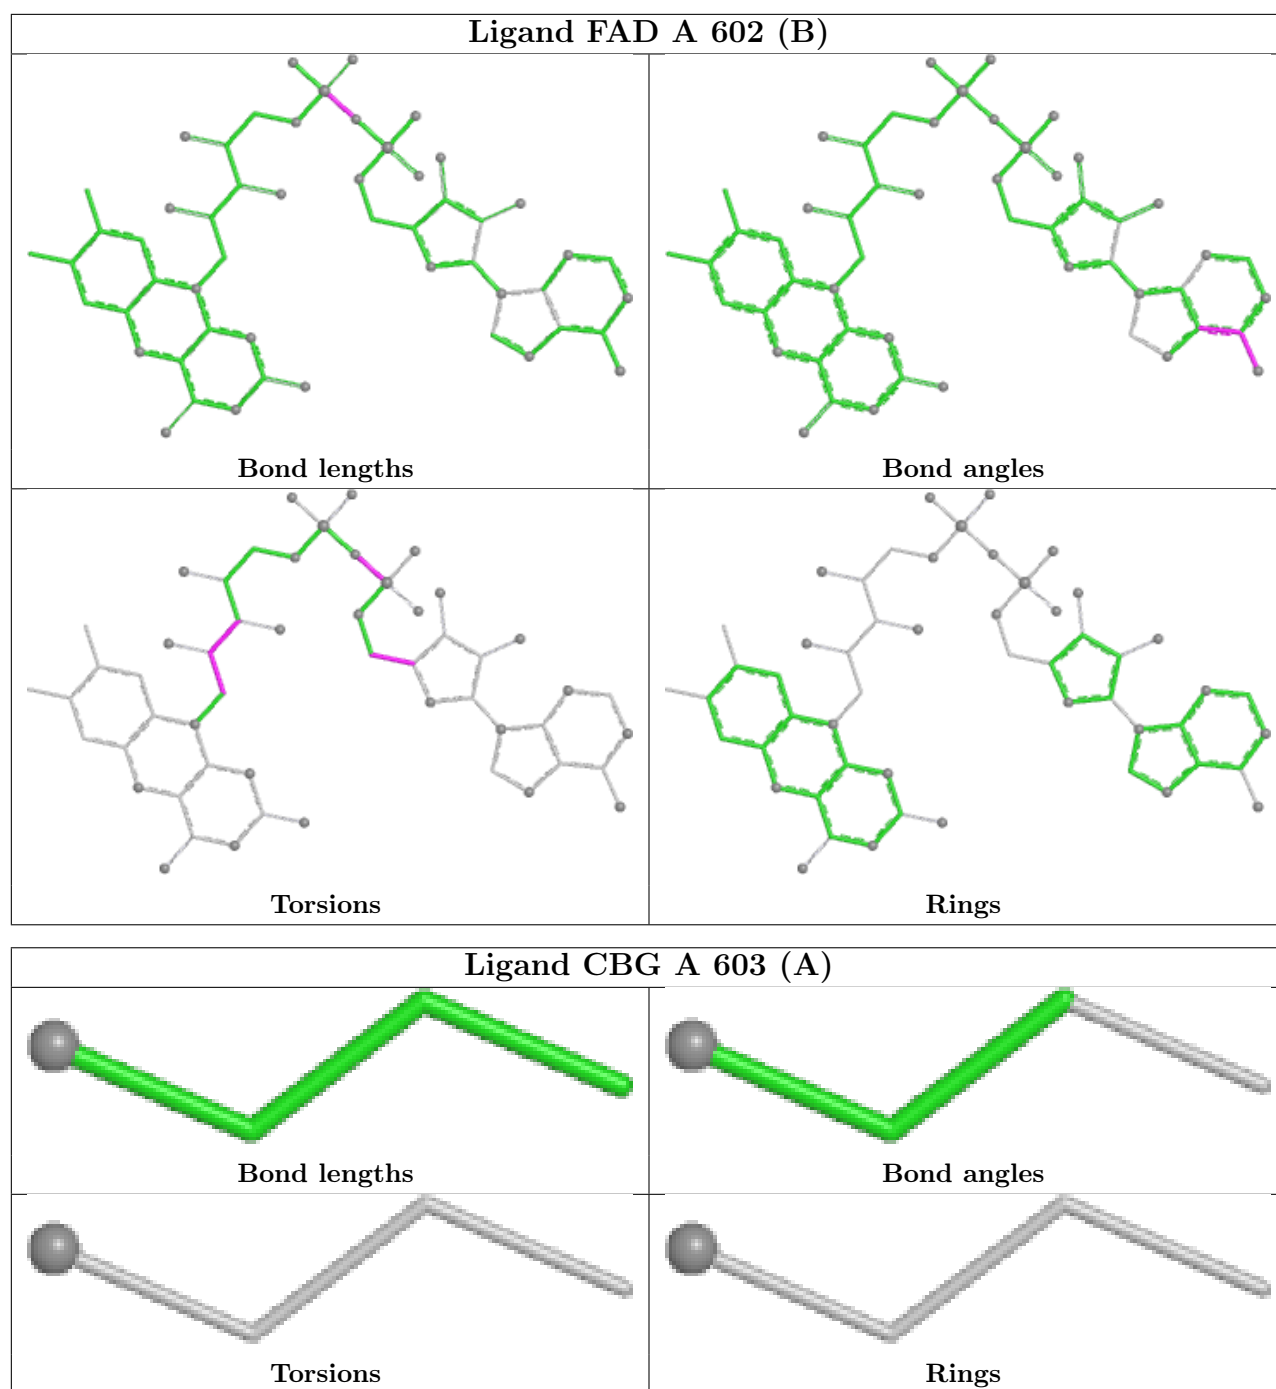 Ligand FAD A 602 (B)
Bond lengths
Bond angles
Torsions
Rings
Ligand CBG A 603 (A)
Bond lengths
Bond angles
Torsions
Rings